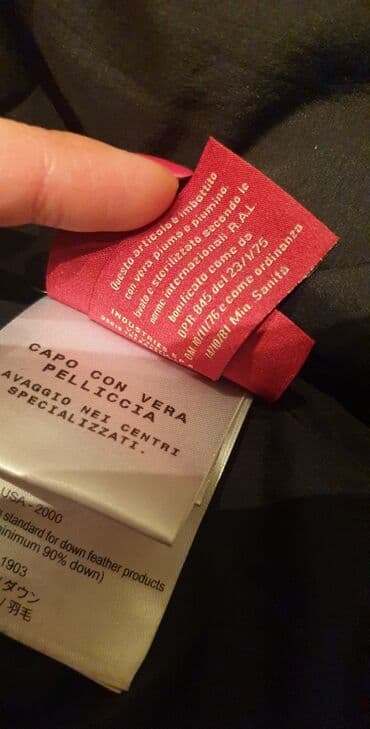 Questo articolo è imbottito
con vera piuma e piumino,
lavato e sterilizzato secondo le
norme internazionali R.A.L
bonificato come da
DPR 845 del 23/1/75
DM 10/11/76 e come ordinanza
Min Sanità
INDUSTRIES S.p.A.
CAPO CON VERA
PELLICCIA
LAVAGGIO NEI CENTRI
SPECIALIZZATI.
USA-2000
standard for down feather products
minimum 90% down)
1903
ダウン
/ 羽毛